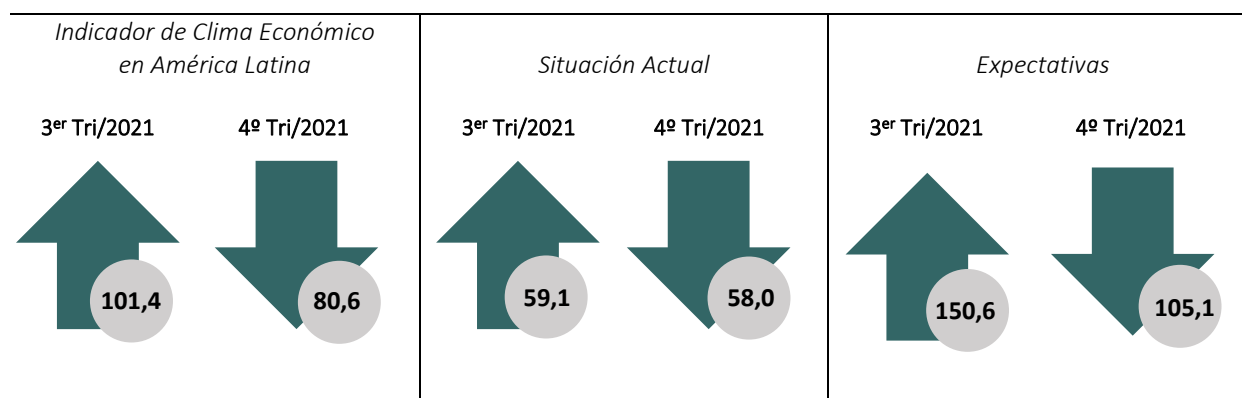 Indicador de Clima Económico
en América Latina
3er Tri/2021 4º Tri/2021
101,4 80,6
Situación Actual
3er Tri/2021 4º Tri/2021
59,1 58,0
Expectativas
3er Tri/2021 4º Tri/2021
150,6 105,1